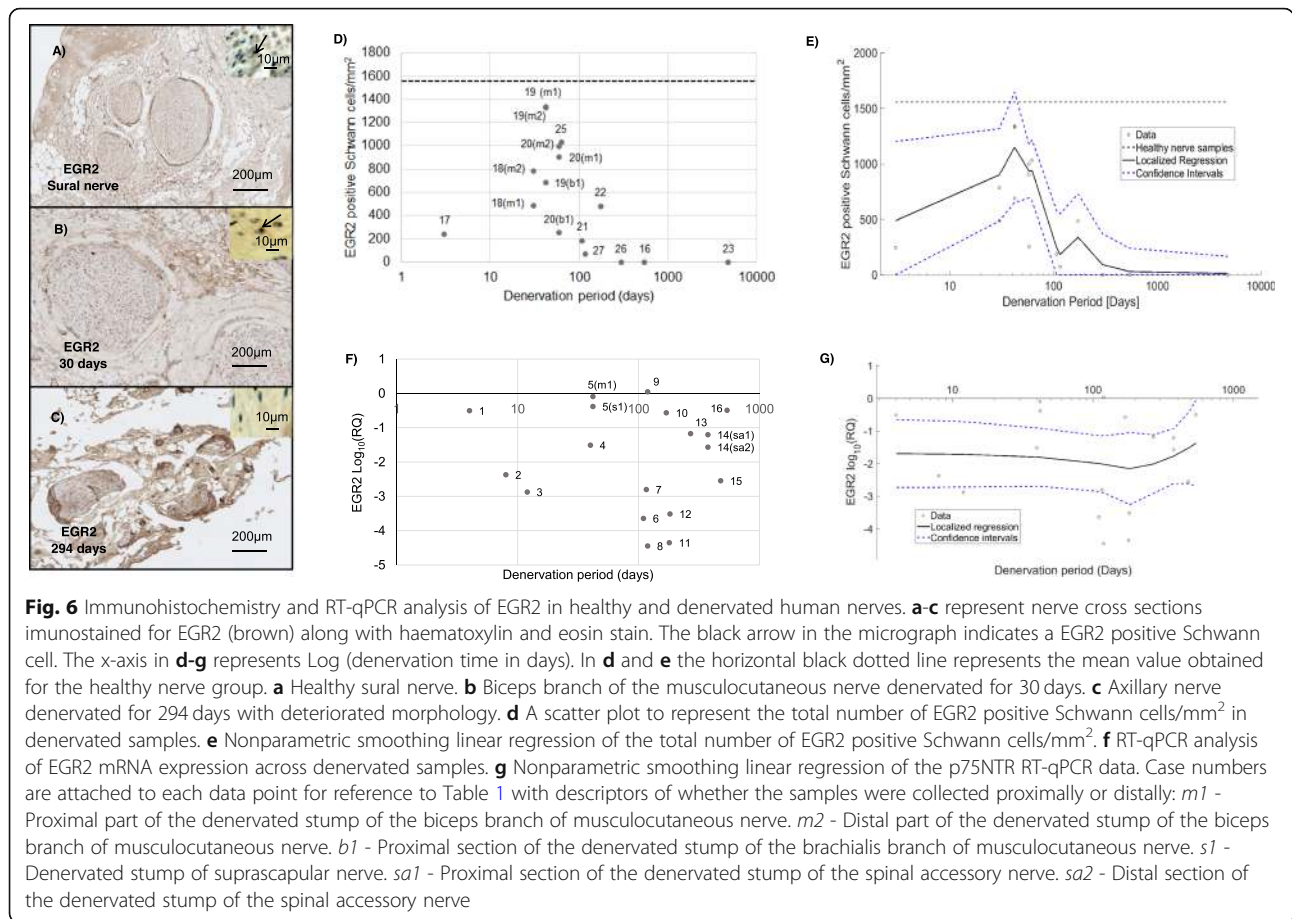 A)
10µm
EGR2
Sural nerve
200µm
B)
10µm
EGR2
30 days
200µm
C)
10µm
EGR2
294 days
200µm
D)
EGR2 positive Schwann cells/mm²
1800
1600
1400
1200
1000
800
600
400
200
0
19 (m1)
19(m2)
25
20(m2)
20(m1)
18(m2)
19(b1)
22
18(m1)
17
20(b1)
21
27
26
16
23
1
10
100
1000
10000
Denervation period (days)
E)
EGR2 positive Schwann cells/mm²
2000
1500
1000
500
0
Data
Healthy nerve samples
Localized Regression
Confidence Intervals
10
100
1000
10000
Denervation Period [Days]
F)
EGR2 Log10(RQ)
1
0
-1
-2
-3
-4
-5
1
10
100
1000
5(m1)
9
1
5(s1)
10
16
13
14(sa1)
4
14(sa2)
2
15
3
7
12
6
8
11
Denervation period (days)
G)
EGR2 log10(RQ)
1
0
-1
-2
-3
-4
10
100
1000
Data
Localized regression
Confidence intervals
Denervation period (Days)
Fig. 6 Immunohistochemistry and RT-qPCR analysis of EGR2 in healthy and denervated human nerves. a-c represent nerve cross sections
imunostained for EGR2 (brown) along with haematoxylin and eosin stain. The black arrow in the micrograph indicates a EGR2 positive Schwann
cell. The x-axis in d-g represents Log (denervation time in days). In d and e the horizontal black dotted line represents the mean value obtained
for the healthy nerve group. a Healthy sural nerve. b Biceps branch of the musculocutaneous nerve denervated for 30 days. c Axillary nerve
denervated for 294 days with deteriorated morphology. d A scatter plot to represent the total number of EGR2 positive Schwann cells/mm² in
denervated samples. e Nonparametric smoothing linear regression of the total number of EGR2 positive Schwann cells/mm². f RT-qPCR analysis
of EGR2 mRNA expression across denervated samples. g Nonparametric smoothing linear regression of the p75NTR RT-qPCR data. Case numbers
are attached to each data point for reference to Table 1 with descriptors of whether the samples were collected proximally or distally: m1 -
Proximal part of the denervated stump of the biceps branch of musculocutaneous nerve. m2 - Distal part of the denervated stump of the biceps
branch of musculocutaneous nerve. b1 - Proximal section of the denervated stump of the brachialis branch of musculocutaneous nerve. s1 -
Denervated stump of suprascapular nerve. sa1 - Proximal section of the denervated stump of the spinal accessory nerve. sa2 - Distal section of
the denervated stump of the spinal accessory nerve